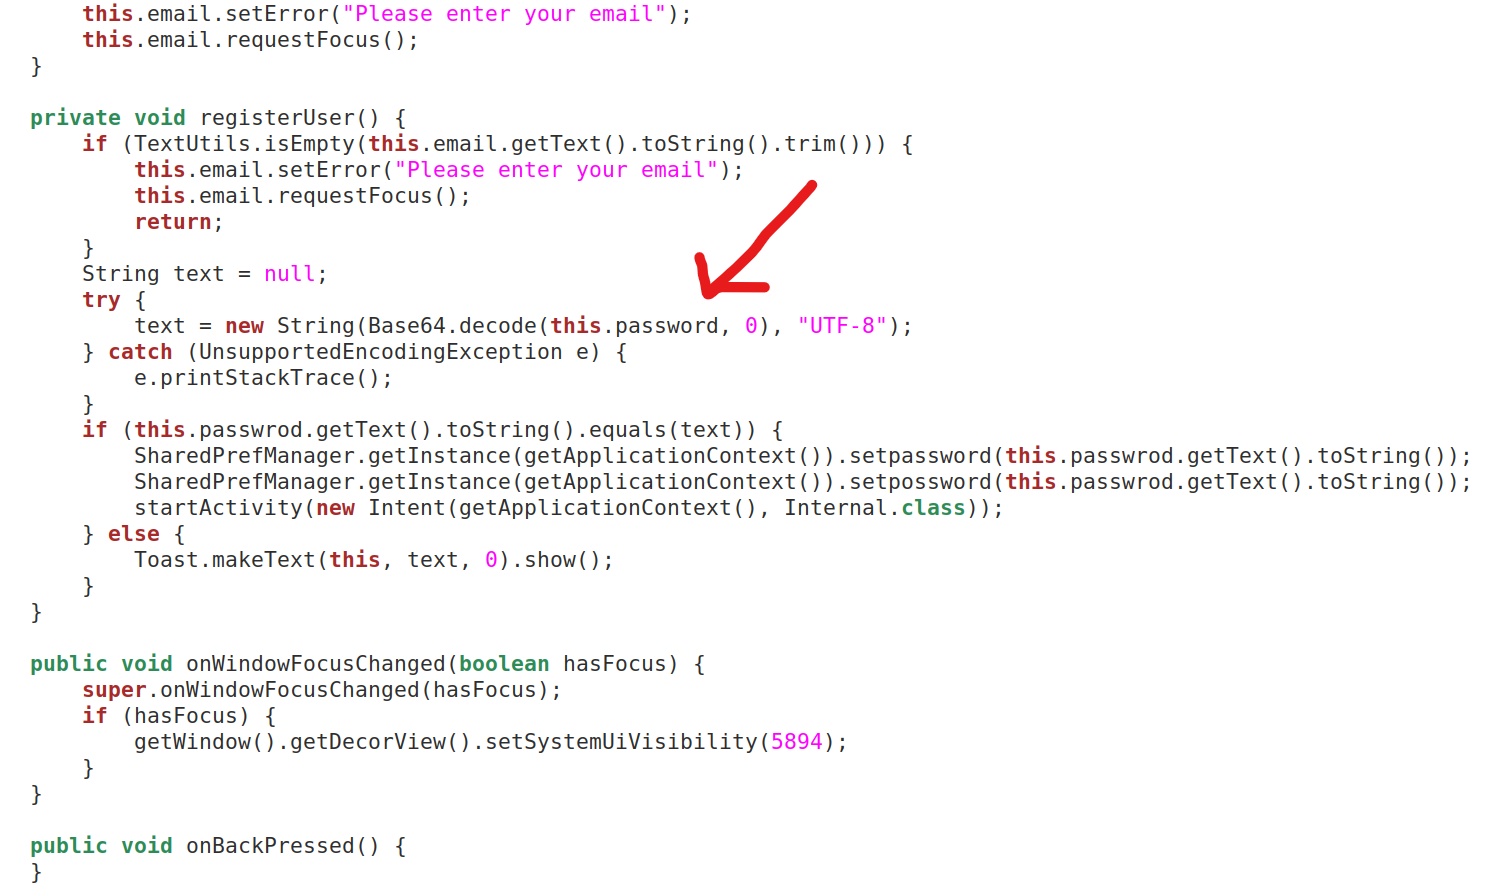 this.email.setError("Please enter your email");
this.email.requestFocus();
}
private void registerUser() {
if (TextUtils.isEmpty(this.email.getText().toString().trim())) {
this.email.setError("Please enter your email");
this.email.requestFocus();
return;
}
String text = null;
try {
text = new String(Base64.decode(this.password, 0), "UTF-8");
} catch (UnsupportedEncodingException e) {
e.printStackTrace();
}
if (this.passwrod.getText().toString().equals(text)) {
SharedPrefManager.getInstance(getApplicationContext()).setpassword(this.passwrod.getText().toString());
SharedPrefManager.getInstance(getApplicationContext()).setpossword(this.passwrod.getText().toString());
startActivity(new Intent(getApplicationContext(), Internal.class));
} else {
Toast.makeText(this, text, 0).show();
}
}
public void onWindowFocusChanged(boolean hasFocus) {
super.onWindowFocusChanged(hasFocus);
if (hasFocus) {
getWindow().getDecorView().setSystemUiVisibility(5894);
}
}
public void onBackPressed() {
}